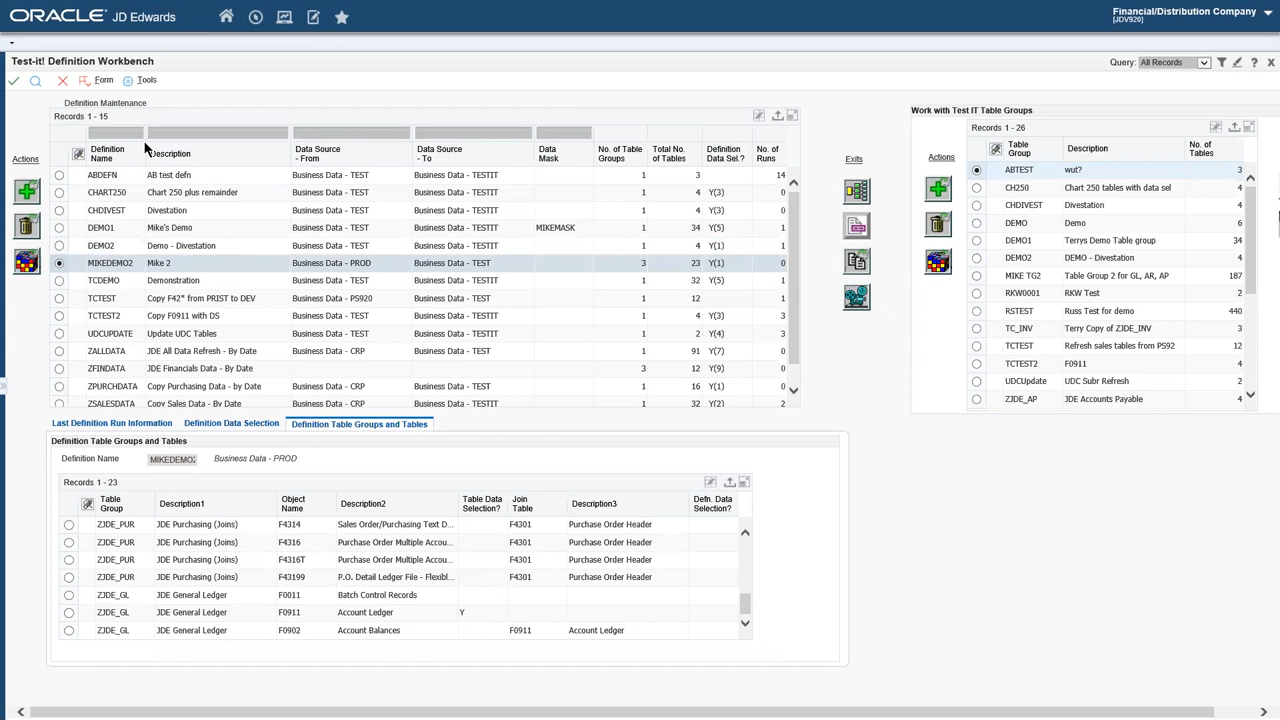 ORACLE JD Edwards
Financial/Distribution Company
[JDV920]
Test-it! Definition Workbench
Query: All Records
Form Tools
Definition Maintenance
Records 1 - 15
Actions
Definition Name Description Data Source - From Data Source - To Data Mask No. of Table Groups Total No. of Tables Definition Data Sel.? No. of Runs
ABDEFN AB test defn Business Data - TEST Business Data - TESTIT 1 3 14
CHART250 Chart 250 plus remainder Business Data - TEST Business Data - TESTIT 1 4 Y(3) 0
CHDIVEST Divestation Business Data - TEST Business Data - TESTIT 1 4 Y(3) 0
DEMO1 Mike's Demo Business Data - TEST Business Data - TESTIT MIKEMASK 1 34 Y(5) 1
DEMO2 Demo - Divestation Business Data - TEST Business Data - TESTIT 1 4 Y(1) 1
MIKEDEMO2 Mike 2 Business Data - PROD Business Data - TEST 3 23 Y(1) 0
TCDEMO Demonstration Business Data - TEST Business Data - TESTIT 1 32 Y(5) 1
TCTEST Copy F42* from PRIST to DEV Business Data - PS920 Business Data - TEST 1 12 1
TCTEST2 Copy F0911 with DS Business Data - TEST Business Data - TESTIT 1 4 Y(3) 3
UDCUPDATE Update UDC Tables Business Data - TEST Business Data - TESTIT 1 2 Y(4) 3
ZALLDATA JDE All Data Refresh - By Date Business Data - CRP Business Data - TEST 1 91 Y(7) 0
ZFINDATA JDE Financials Data - By Date 3 12 Y(9) 0
ZPURCHDATA Copy Purchasing Data - by Date Business Data - CRP Business Data - TEST 1 16 Y(1) 0
ZSALESDATA Copy Sales Data - By Date Business Data - CRP Business Data - TESTIT 1 32 Y(2) 2
Exits
Work with Test IT Table Groups
Records 1 - 26
Actions
Table Group Description No. of Tables
ABTEST wut? 3
CH250 Chart 250 tables with data sel 4
CHDIVEST Divestation 4
DEMO Demo 6
DEMO1 Terrys Demo Table group 34
DEMO2 DEMO - Divestation 4
MIKE TG2 Table Group 2 for GL, AR, AP 187
RKW0001 RKW Test 2
RSTEST Russ Test for demo 440
TC_INV Terry Copy of ZJDE_INV 3
TCTEST Refresh sales tables from PS92 12
TCTEST2 F0911 4
UDCUpdate UDC Subr Refresh 2
ZJDE_AP JDE Accounts Payable 4
Last Definition Run Information Definition Data Selection Definition Table Groups and Tables
Definition Table Groups and Tables
Definition Name MIKEDEMO2 Business Data - PROD
Records 1 - 23
Table Group Description1 Object Name Description2 Table Data Selection? Join Table Description3 Defn. Data Selection?
ZJDE_PUR JDE Purchasing (Joins) F4314 Sales Order/Purchasing Text D... F4301 Purchase Order Header
ZJDE_PUR JDE Purchasing (Joins) F4316 Purchase Order Multiple Accou... F4301 Purchase Order Header
ZJDE_PUR JDE Purchasing (Joins) F4316T Purchase Order Multiple Accou... F4301 Purchase Order Header
ZJDE_PUR JDE Purchasing (Joins) F43199 P.O. Detail Ledger File - Flexibl... F4301 Purchase Order Header
ZJDE_GL JDE General Ledger F0011 Batch Control Records
ZJDE_GL JDE General Ledger F0911 Account Ledger Y
ZJDE_GL JDE General Ledger F0902 Account Balances F0911 Account Ledger